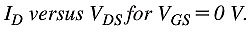 I_D versus V_DS for V_GS = 0 V.